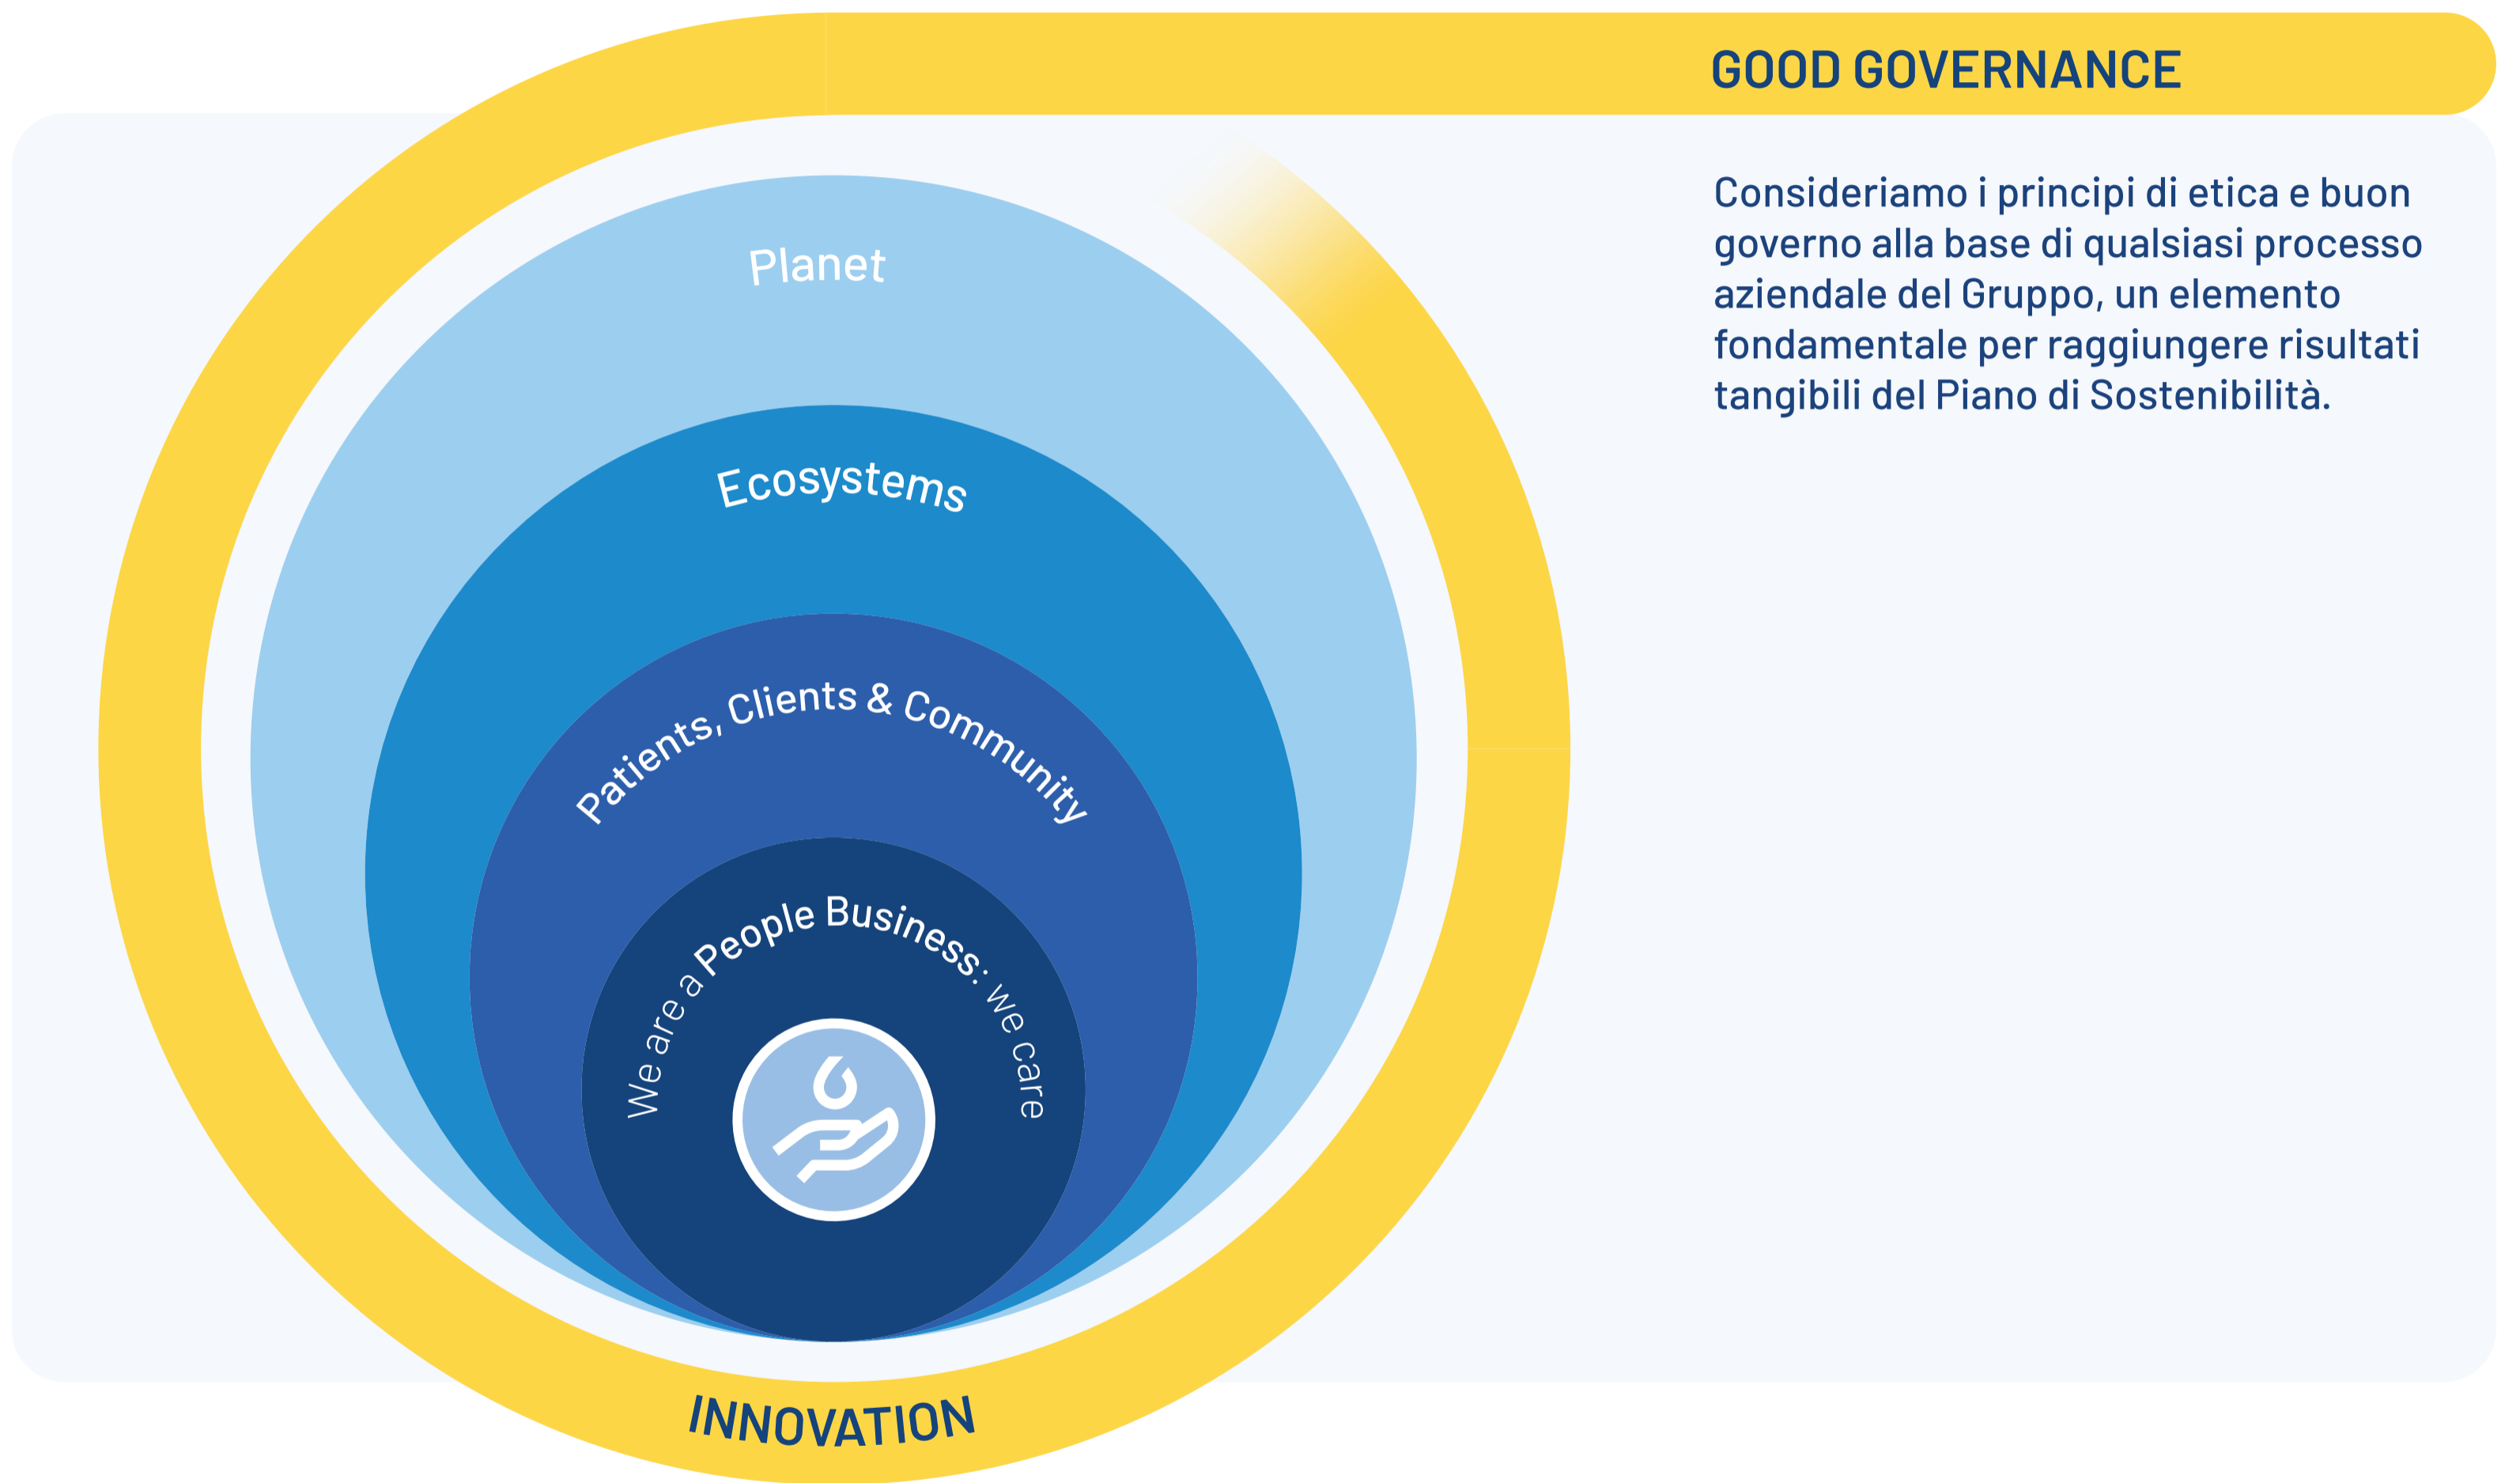 GOOD GOVERNANCE
Consideriamo i principi di etica e buon
governo alla base di qualsiasi processo
aziendale del Gruppo, un elemento
fondamentale per raggiungere risultati
tangibili del Piano di Sostenibilità.
Planet
Ecosystems
Patients, Clients & Community
We are a People Business: we care
INNOVATION